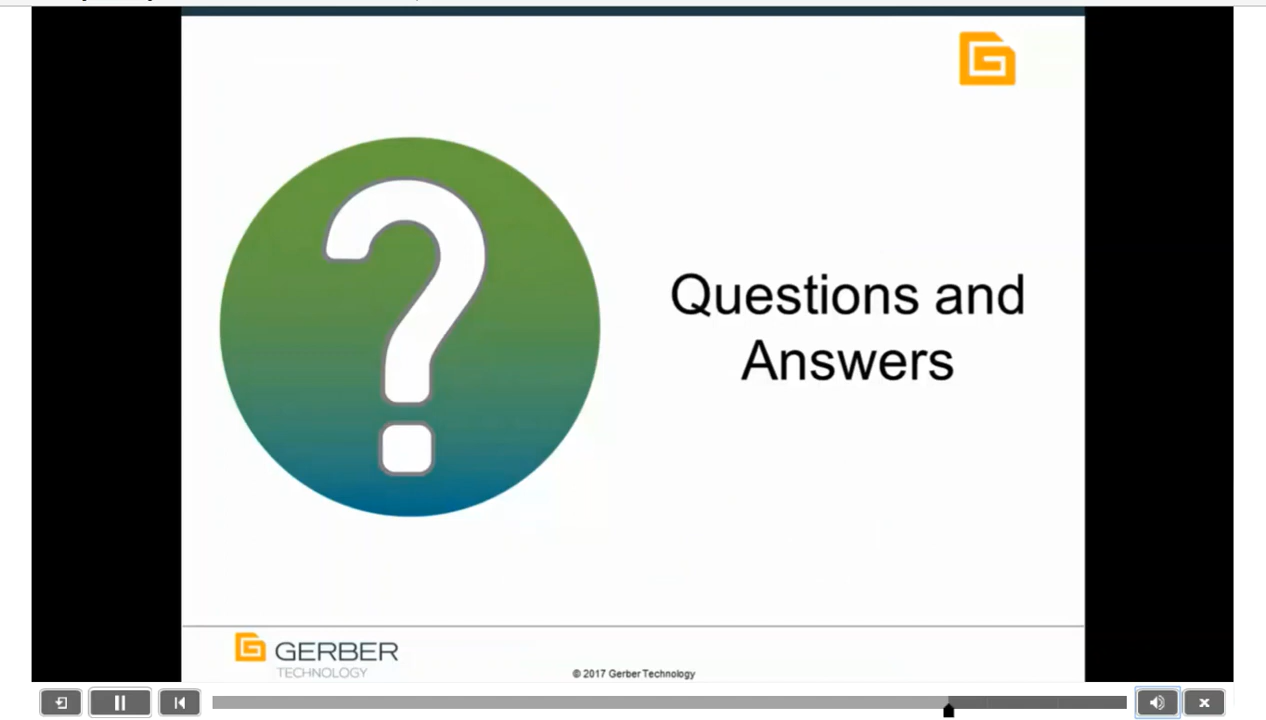 Questions and
Answers
GERBER
TECHNOLOGY
© 2017 Gerber Technology